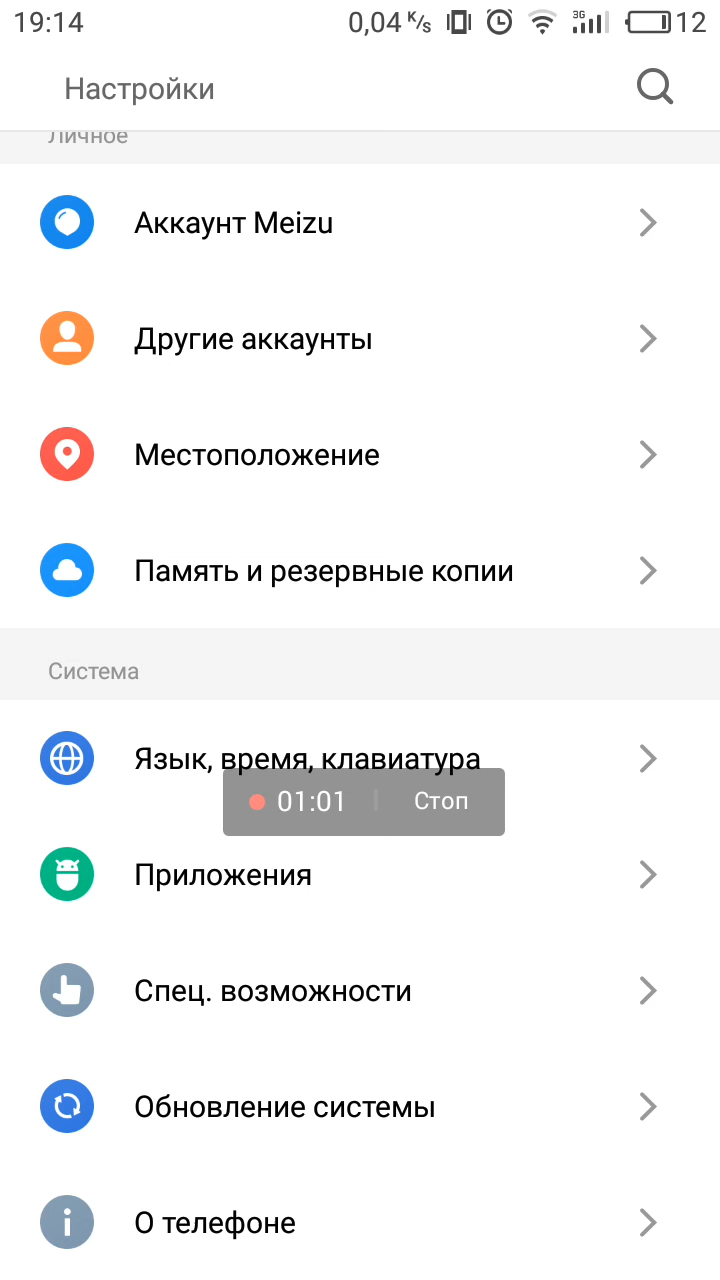 19:14 0,04 K/s 3G 12
Настройки
Личное
Аккаунт Meizu
Другие аккаунты
Местоположение
Память и резервные копии
Система
Язык, время, клавиатура
01:01 Стоп
Приложения
Спец. возможности
Обновление системы
О телефоне